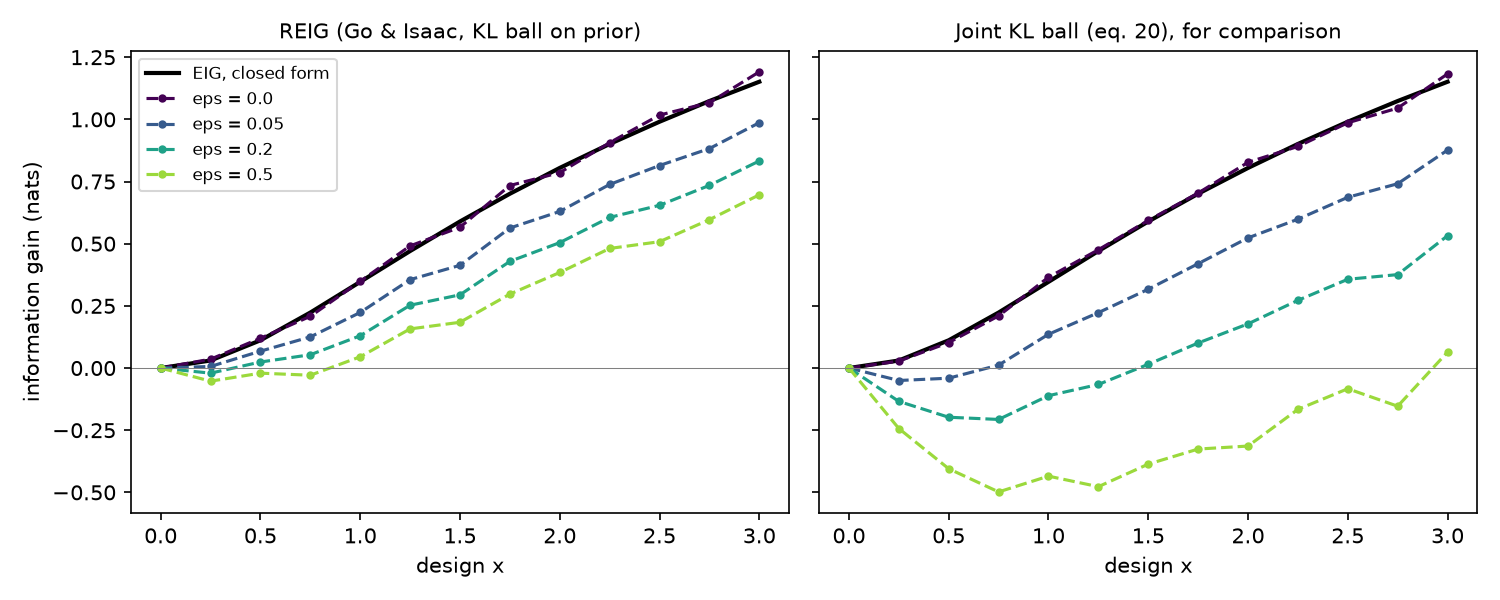 REIG (Go & Isaac, KL ball on prior)
Joint KL ball (eq. 20), for comparison
EIG, closed form
eps = 0.0
eps = 0.05
eps = 0.2
eps = 0.5
information gain (nats)
1.25
1.00
0.75
0.50
0.25
0.00
−0.25
−0.50
0.0 0.5 1.0 1.5 2.0 2.5 3.0
0.0 0.5 1.0 1.5 2.0 2.5 3.0
design x
design x